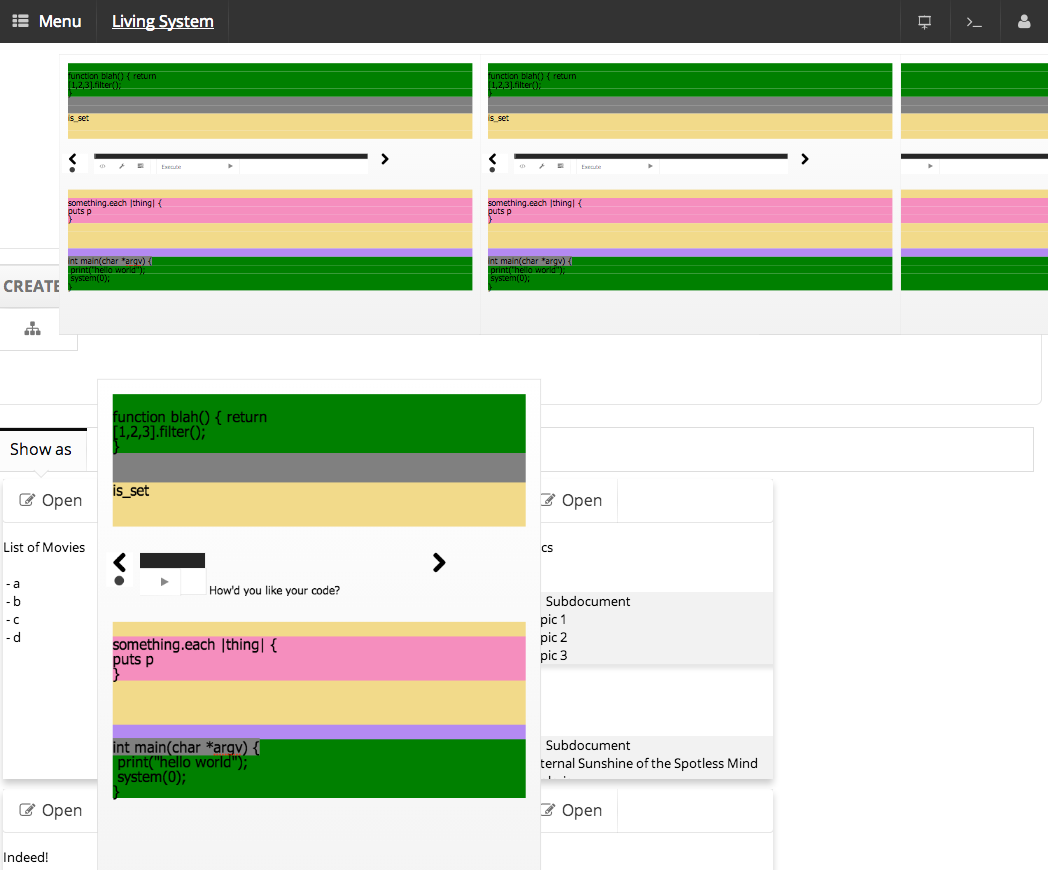 Menu
Living System
function blah() { return
[1,2,3].filter();
}
is_set
Execute
something.each |thing| {
puts p
}
int main(char *argv) {
print("hello world");
system(0);
}
function blah() { return
[1,2,3].filter();
}
is_set
Execute
something.each |thing| {
puts p
}
int main(char *argv) {
print("hello world");
system(0);
}
CREATE
function blah() { return
[1,2,3].filter();
}
is_set
How'd you like your code?
something.each |thing| {
puts p
}
int main(char *argv) {
print("hello world");
system(0);
}
Show as
Open
List of Movies
- a
- b
- c
- d
Open
cs
Subdocument
pic 1
pic 2
pic 3
Subdocument
ternal Sunshine of the Spotless Mind
Open
Indeed!
Open